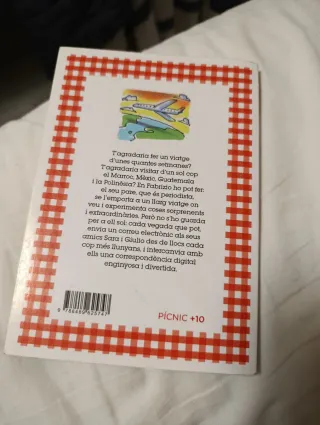 T'agradaria fer un viatge
d'unes quantes setmanes?
T'agradaria visitar d'un sol cop
el Marroc, Mèxic, Guatemala
i la Polinèsia? En Fabrizio ho pot fer:
el seu pare, que és periodista,
se l'emporta a un llarg viatge on
veu i experimenta coses sorprenents
i extraordinàries. Però no s'ho guarda
per a ell sol: cada vegada que pot,
envia un correu electrònic als seus
amics Sara i Giulio des de llocs cada
cop més llunyans, i intercanvia amb
ells una correspondència digital
enginyosa i divertida.
PÍCNIC +10